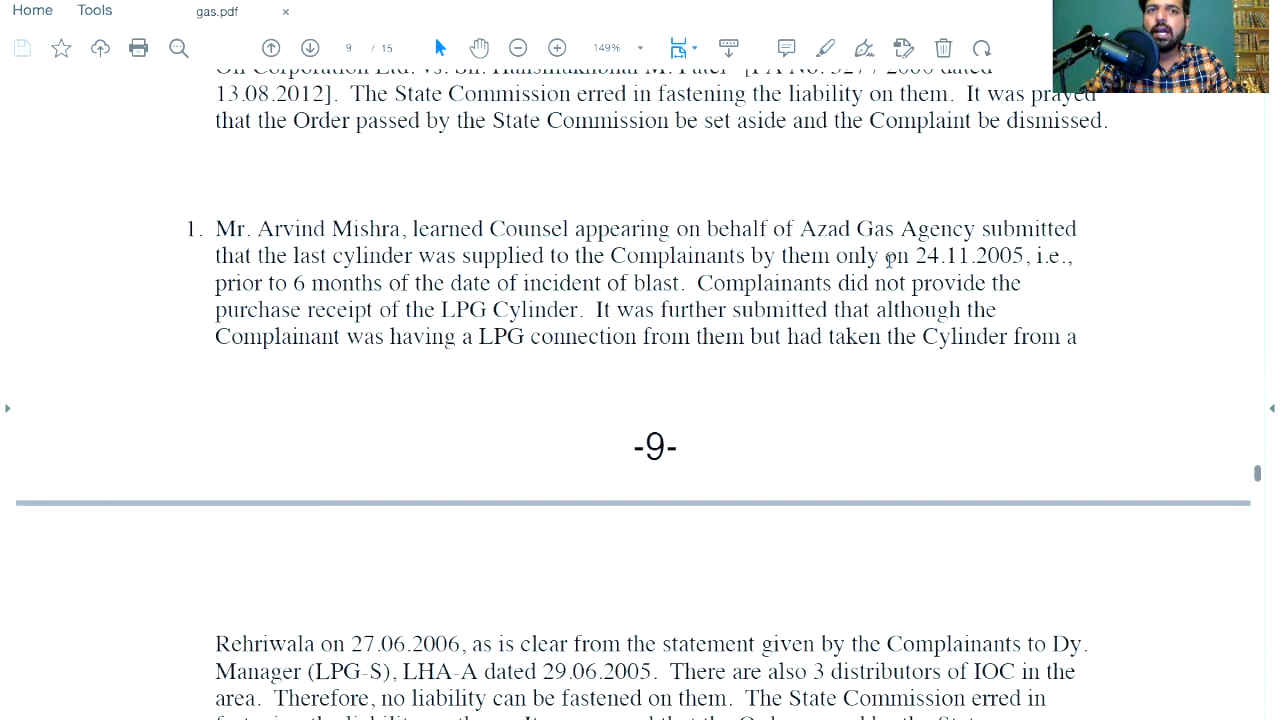 Home
Tools
gas.pdf
×
9 / 15
149%
13.08.2012]. The State Commission erred in fastening the liability on them. It was prayed
that the Order passed by the State Commission be set aside and the Complaint be dismissed.
1. Mr. Arvind Mishra, learned Counsel appearing on behalf of Azad Gas Agency submitted
that the last cylinder was supplied to the Complainants by them only on 24.11.2005, i.e.,
prior to 6 months of the date of incident of blast. Complainants did not provide the
purchase receipt of the LPG Cylinder. It was further submitted that although the
Complainant was having a LPG connection from them but had taken the Cylinder from a
-9-
Rehriwala on 27.06.2006, as is clear from the statement given by the Complainants to Dy.
Manager (LPG-S), LHA-A dated 29.06.2005. There are also 3 distributors of IOC in the
area. Therefore, no liability can be fastened on them. The State Commission erred in